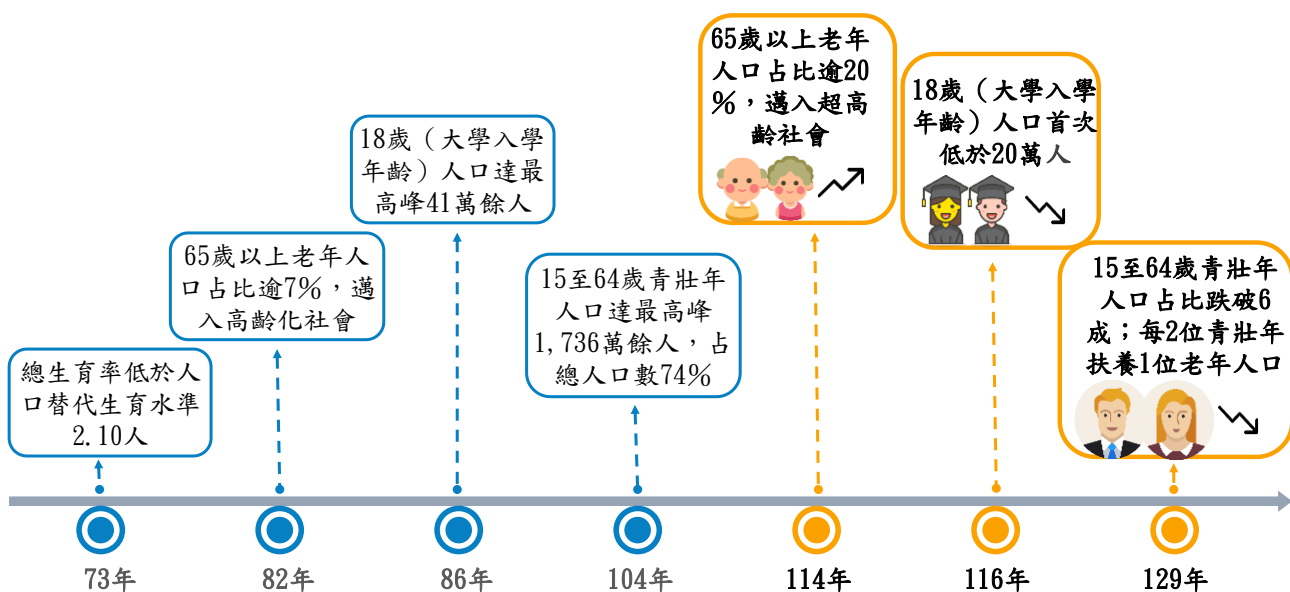 總生育率低於人
口替代生育水準
2.10人
65歲以上老年人
口占比逾7%，邁
入高齡化社會
18歲（大學入學
年齡）人口達最
高峰41萬餘人
15至64歲青壯年
人口達最高峰
1,736萬餘人，占
總人口數74%
65歲以上老年
人口占比逾20
%，邁入超高
齡社會
18歲（大學入學
年齡）人口首次
低於20萬人
15至64歲青壯年
人口占比跌破6
成；每2位青壯年
扶養1位老年人口
73年
82年
86年
104年
114年
116年
129年